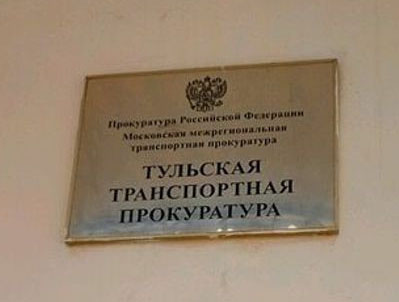 Прокуратура Российской Федерации
Московская межрегиональная
транспортная прокуратура
ТУЛЬСКАЯ
ТРАНСПОРТНАЯ
ПРОКУРАТУРА